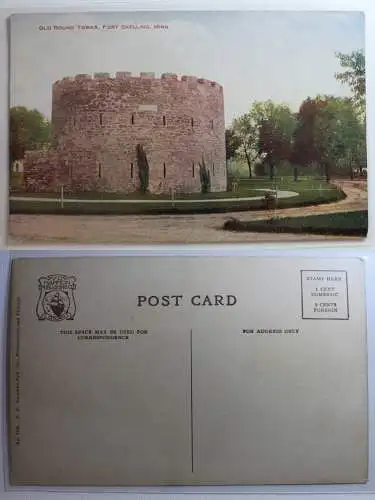 OLD ROUND TOWER, FORT SNELLING, MINN.
POST CARD
THIS SPACE MAY BE USED FOR
CORRESPONDENCE
FOR ADDRESS ONLY
STAMP HERE
1 CENT
DOMESTIC
2 CENTS
FOREIGN